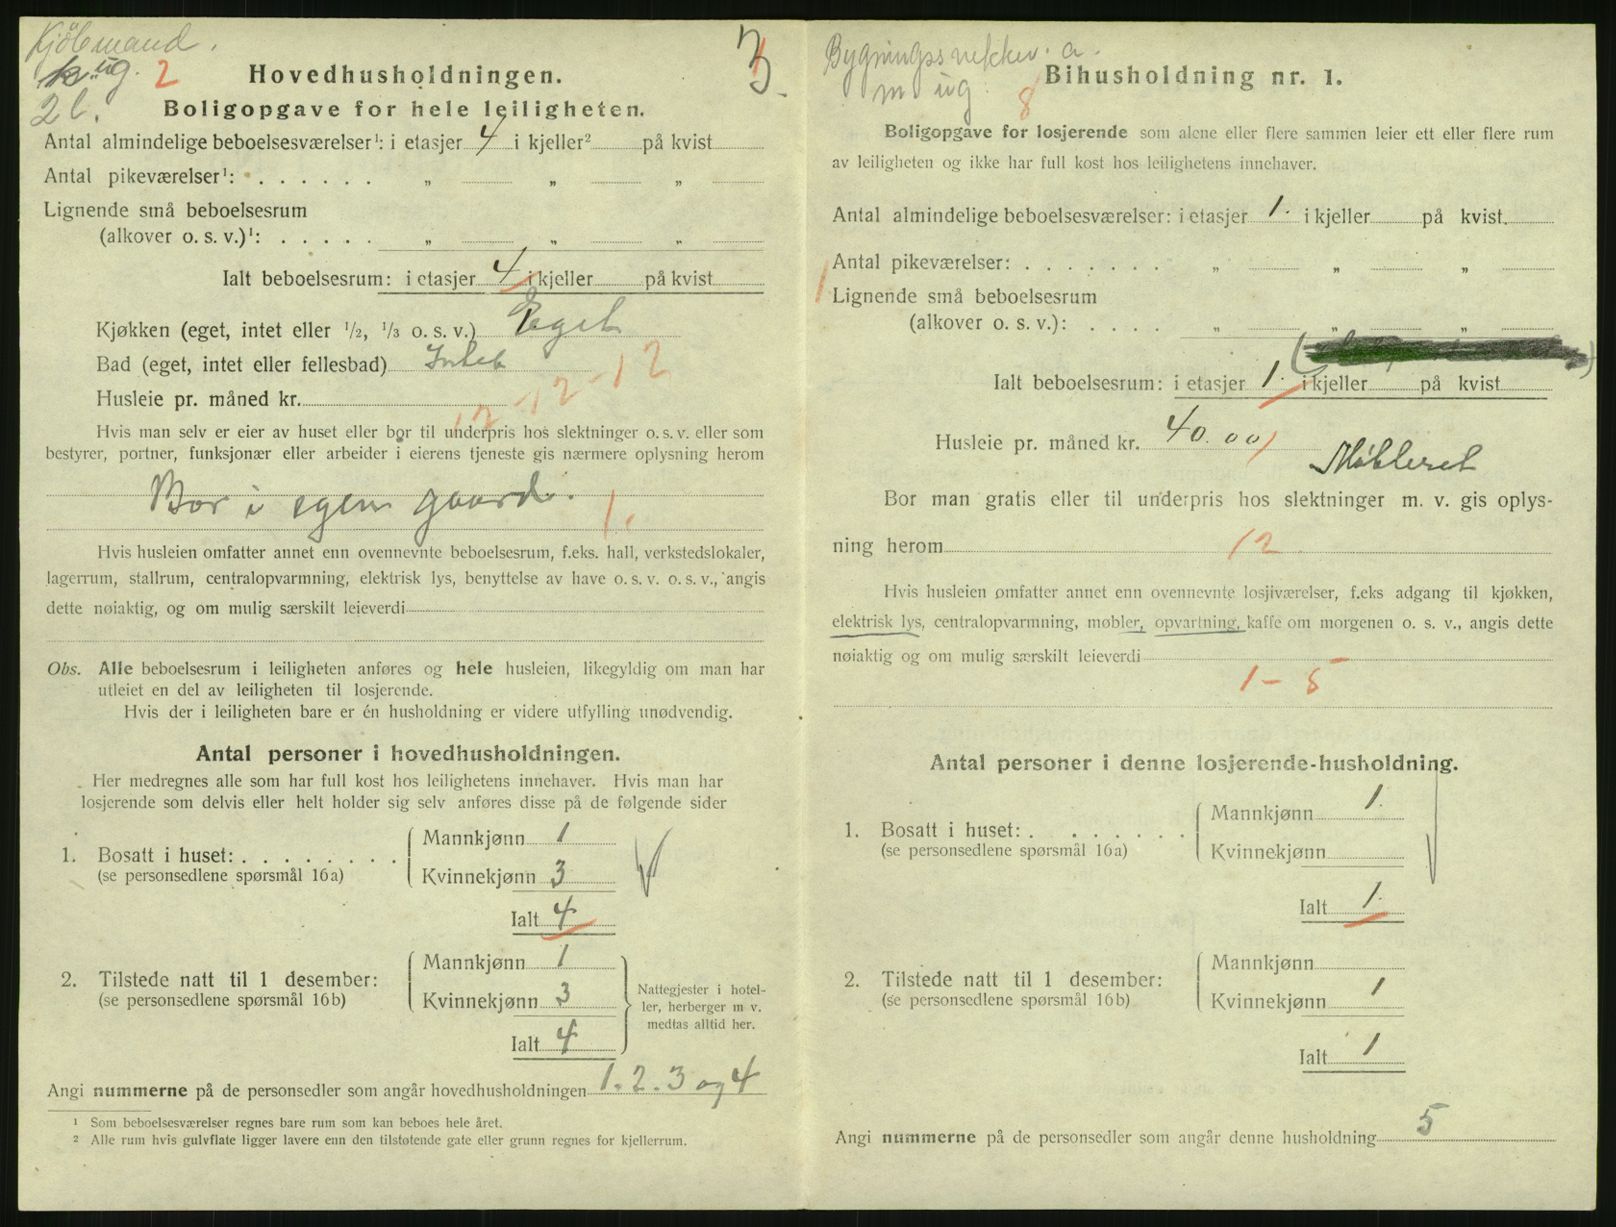 Kjøbmand.
ug. 2
2 l.
3
Hovedhusholdningen.
Boligopgave for hele leiligheten.
Antal almindelige beboelsesværelser¹: i etasjer 4 i kjeller² på kvist
Antal pikeværelser¹: . . . . . . „ „ „
Lignende små beboelsesrum
(alkover o. s. v.)¹: . . . . . „ „ „
Ialt beboelsesrum: i etasjer 4 i kjeller på kvist
Kjøkken (eget, intet eller 1/2, 1/3 o. s. v.) Eget
Bad (eget, intet eller fellesbad) Intet
Husleie pr. måned kr.
12-12-12
Hvis man selv er eier av huset eller bor til underpris hos slektninger o. s. v. eller som
bestyrer, portner, funksjonær eller arbeider i eierens tjeneste gis nærmere oplysning herom
Bor i egen gaard.
1.
Hvis husleien omfatter annet enn ovennevnte beboelsesrum, f.eks. hall, verkstedslokaler,
lagerrum, stallrum, centralopvarmning, elektrisk lys, benyttelse av have o. s. v. o. s. v., angis
dette nøiaktig, og om mulig særskilt leieverdi
Obs. Alle beboelsesrum i leiligheten anføres og hele husleien, likegyldig om man har
utleiet en del av leiligheten til losjerende.
Hvis der i leiligheten bare er én husholdning er videre utfylling unødvendig.
Antal personer i hovedhusholdningen.
Her medregnes alle som har full kost hos leilighetens innehaver. Hvis man har
losjerende som delvis eller helt holder sig selv anføres disse på de følgende sider
Mannkjønn 1
1. Bosatt i huset: . . . . . . . .
(se personsedlene spørsmål 16a)
Kvinnekjønn 3
Ialt 4
Mannkjønn 1
2. Tilstede natt til 1 desember:
(se personsedlene spørsmål 16b)
Kvinnekjønn 3
Ialt 4
Nattegjester i hotel-
ler, herberger m v.
medtas alltid her.
Angi nummerne på de personsedler som angår hovedhusholdningen 1. 2. 3 og 4
¹ Som beboelsesværelser regnes bare rum som kan beboes hele året.
² Alle rum hvis gulvflate ligger lavere enn den tilstøtende gate eller grunn regnes for kjellerrum.
Bygningssnekker. a.
m ug. 8
Bihusholdning nr. 1.
Boligopgave for losjerende som alene eller flere sammen leier ett eller flere rum
av leiligheten og ikke har full kost hos leilighetens innehaver.
Antal almindelige beboelsesværelser: i etasjer 1. i kjeller på kvist.
Antal pikeværelser: . . . . . . . „ „ „
1
Lignende små beboelsesrum
(alkover o. s. v.): . . . . „ „ „
Ialt beboelsesrum: i etasjer 1. i kjeller på kvist
Husleie pr. måned kr. 40.00
Møbleret
Bor man gratis eller til underpris hos slektninger m. v. gis oplys-
ning herom 12
Hvis husleien omfatter annet enn ovennevnte losjiværelser, f.eks adgang til kjøkken,
elektrisk lys, centralopvarmning, møbler, opvartning, kaffe om morgenen o. s. v., angis dette
nøiaktig og om mulig særskilt leieverdi
1 - 5
Antal personer i denne losjerende-husholdning.
Mannkjønn 1.
1. Bosatt i huset: . . . . . . .
(se personsedlene spørsmål 16a)
Kvinnekjønn
Ialt 1.
Mannkjønn
2. Tilstede natt til 1 desember:
(se personsedlene spørsmål 16b)
Kvinnekjønn 1
Ialt 1
Angi nummerne på de personsedler som angår denne husholdning 5